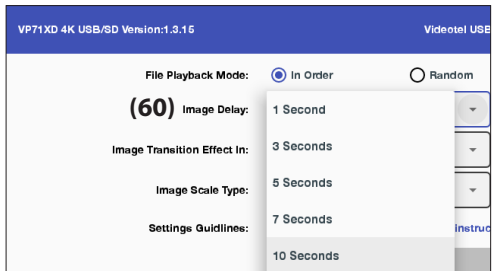 VP71XD 4K USB/SD Version:1.3.15 Videotel USB
File Playback Mode: In Order Random
(60) Image Delay: 1 Second
Image Transition Effect In: 3 Seconds
Image Scale Type: 5 Seconds
7 Seconds
Settings Guidlines: instruc
10 Seconds